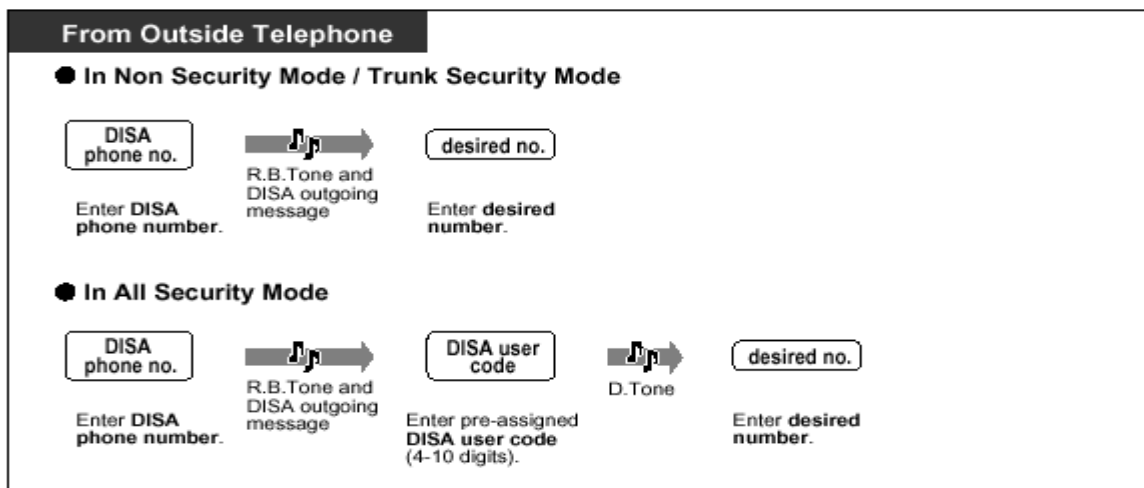 From Outside Telephone
● In Non Security Mode / Trunk Security Mode
DISA
phone no.
desired no.
R.B.Tone and
DISA outgoing
message
Enter DISA
phone number.
Enter desired
number.
● In All Security Mode
DISA
phone no.
DISA user
code
desired no.
R.B.Tone and
DISA outgoing
message
D.Tone
Enter DISA
phone number.
Enter pre-assigned
DISA user code
(4-10 digits).
Enter desired
number.